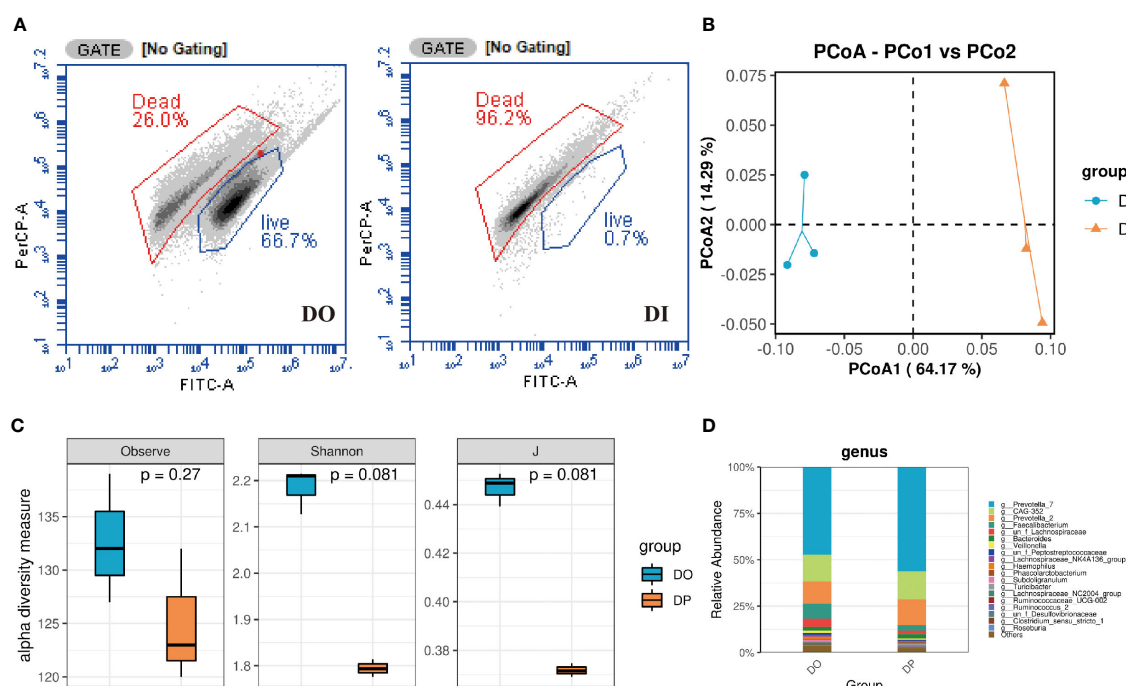 A
GATE [No Gating]
Dead
26.0%
live
66.7%
DO
PerCP-A
FITC-A
GATE [No Gating]
Dead
96.2%
live
0.7%
DI
PerCP-A
FITC-A
B
PCoA - PCo1 vs PCo2
0.075
0.050
0.025
0.000
-0.025
-0.050
-0.10 -0.05 0.00 0.05 0.10
PCoA2 ( 14.29 %)
PCoA1 ( 64.17 %)
group
C
Observe
p = 0.27
135
130
125
120
alpha diversity measure
Shannon
p = 0.081
2.2
2.1
2.0
1.9
1.8
J
p = 0.081
0.44
0.42
0.40
0.38
group
DO
DP
D
genus
100%
75%
50%
25%
0%
Relative Abundance
DO DP
Group
g__Prevotella_7
g__CAG-352
g__Prevotella_2
g__Faecalibacterium
g__un_f_Lachnospiraceae
g__Bacteroides
g__Veillonella
g__un_f_Peptostreptococcaceae
g__Lachnospiraceae_NK4A136_group
g__Haemophilus
g__Phascolarctobacterium
g__Subdoligranulum
g__Turicibacter
g__Lachnospiraceae_NC2004_group
g__Ruminococcaceae_UCG-002
g__Ruminococcus_2
g__un_f_Desulfovibrionaceae
g__Clostridium_sensu_stricto_1
g__Roseburia
Others